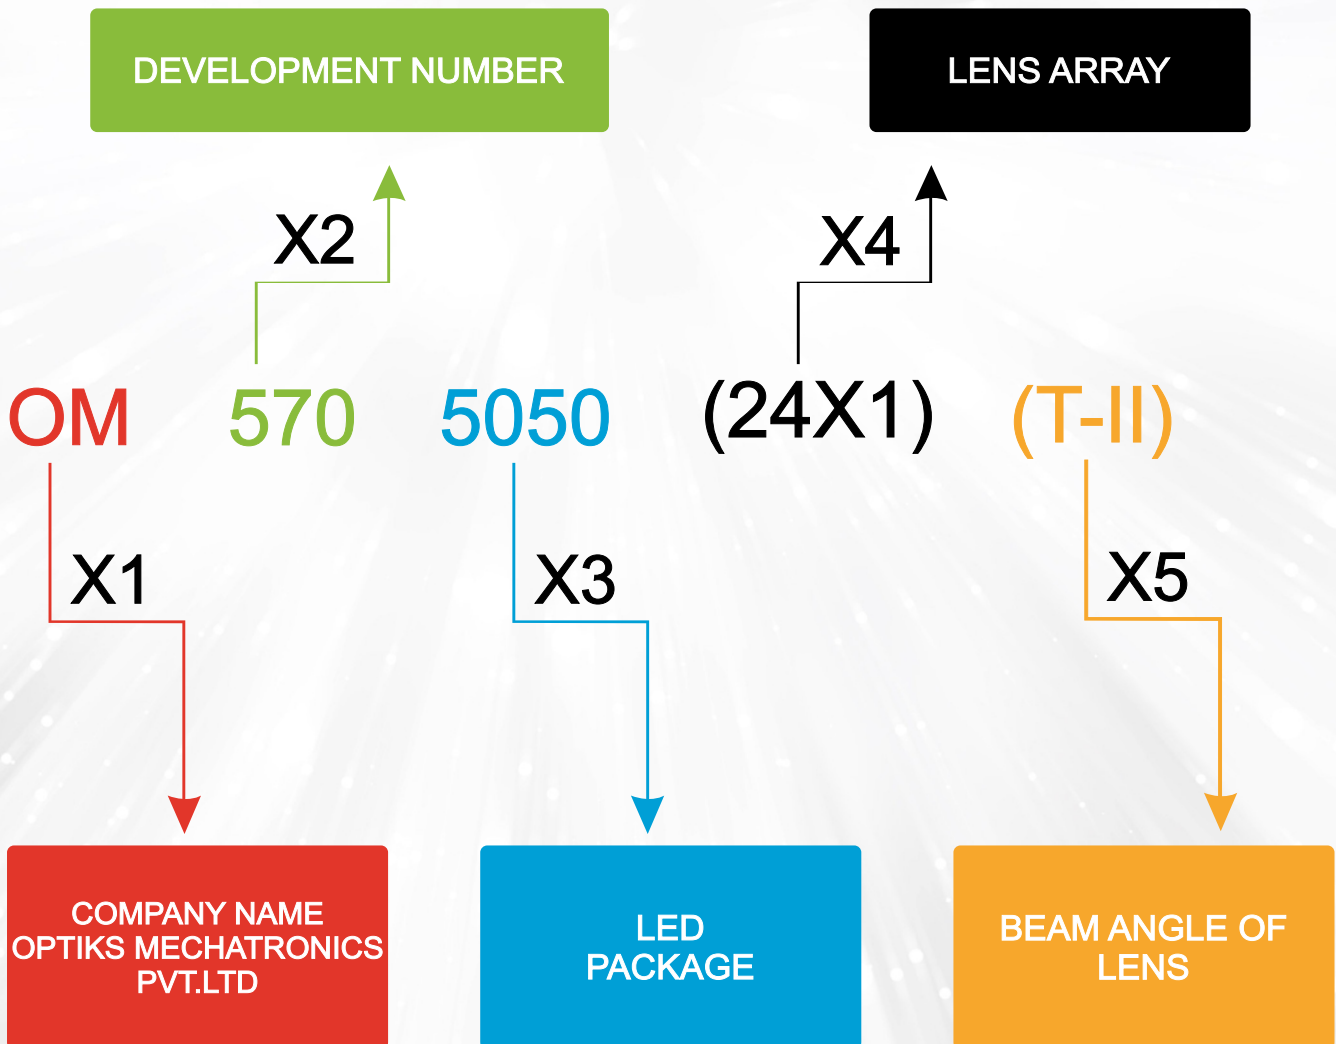 DEVELOPMENT NUMBER
LENS ARRAY
X2
X4
OM 570 5050 (24X1) (T-II)
X1
X3
X5
COMPANY NAME
OPTIKS MECHATRONICS
PVT.LTD
LED
PACKAGE
BEAM ANGLE OF
LENS